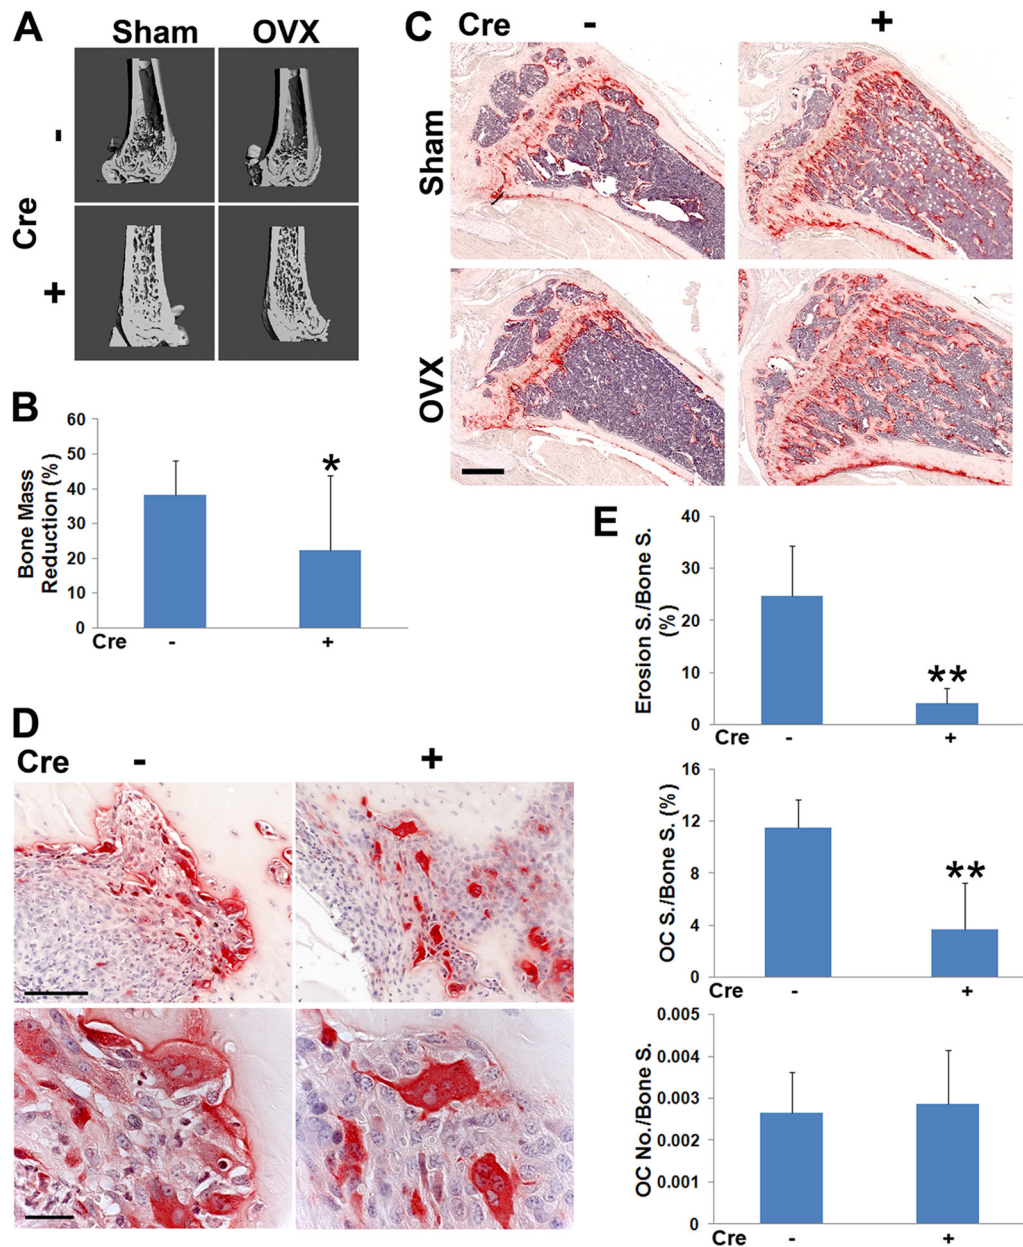 A
Sham OVX
-
Cre
+
B
Bone Mass
Reduction (%)
60
50
40
30
20
10
0
*
Cre - +
C
Cre - +
Sham
OVX
D
Cre - +
E
Erosion S./Bone S.
(%)
40
30
20
10
0
**
Cre - +
OC S./Bone S. (%)
16
12
8
4
0
**
Cre - +
OC No./Bone S.
0.005
0.004
0.003
0.002
0.001
0
Cre - +